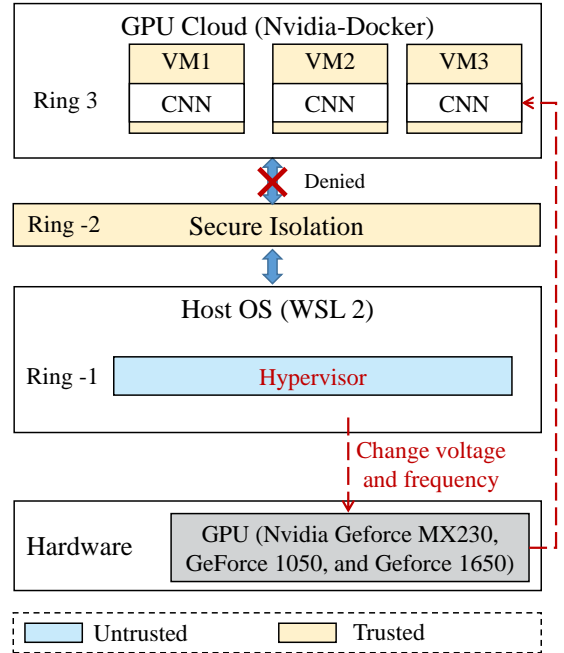 GPU Cloud (Nvidia-Docker)
VM1 VM2 VM3
Ring 3 CNN CNN CNN
Denied
Ring -2 Secure Isolation
Host OS (WSL 2)
Ring -1 Hypervisor
Change voltage
and frequency
Hardware
GPU (Nvidia Geforce MX230,
GeForce 1050, and Geforce 1650)
Untrusted Trusted